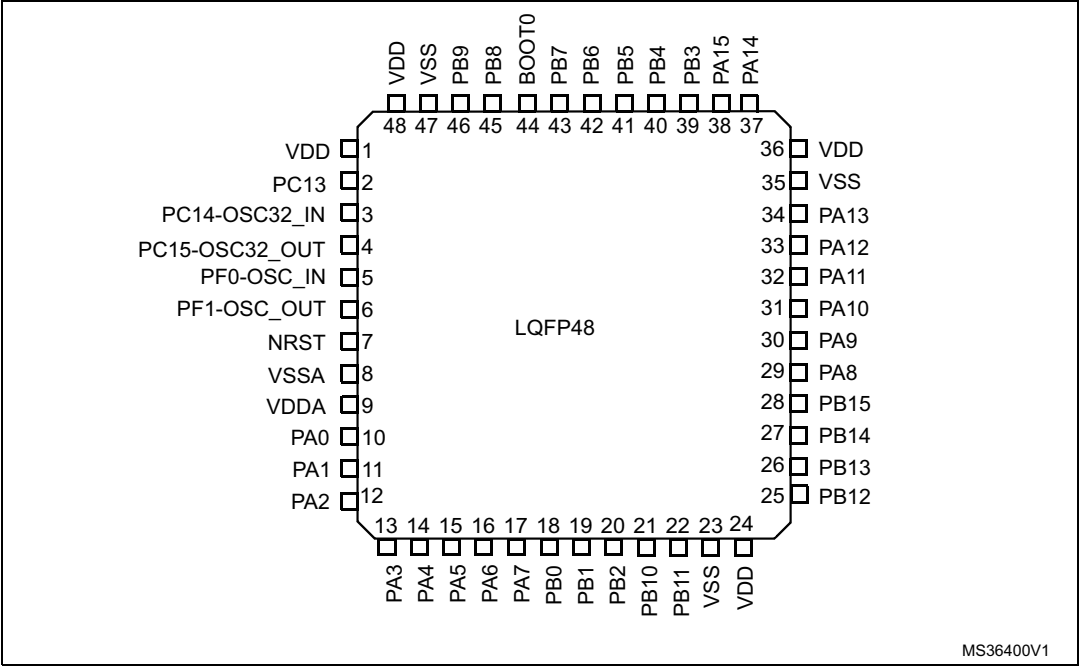 VDD VSS PB9 PB8 BOOT0 PB7 PB6 PB5 PB4 PB3 PA15 PA14
48 47 46 45 44 43 42 41 40 39 38 37
VDD 1 36 VDD
PC13 2 35 VSS
PC14-OSC32_IN 3 34 PA13
PC15-OSC32_OUT 4 33 PA12
PF0-OSC_IN 5 32 PA11
PF1-OSC_OUT 6 31 PA10
LQFP48
NRST 7 30 PA9
VSSA 8 29 PA8
VDDA 9 28 PB15
PA0 10 27 PB14
PA1 11 26 PB13
PA2 12 25 PB12
13 14 15 16 17 18 19 20 21 22 23 24
PA3 PA4 PA5 PA6 PA7 PB0 PB1 PB2 PB10 PB11 VSS VDD
MS36400V1